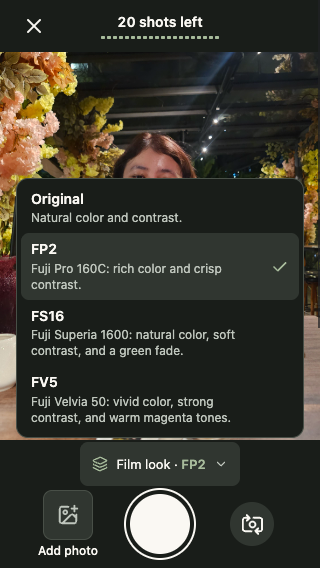 20 shots left
Original
Natural color and contrast.
FP2
Fuji Pro 160C: rich color and crisp
contrast.
FS16
Fuji Superia 1600: natural color, soft
contrast, and a green fade.
FV5
Fuji Velvia 50: vivid color, strong
contrast, and warm magenta tones.
Film look · FP2
Add photo